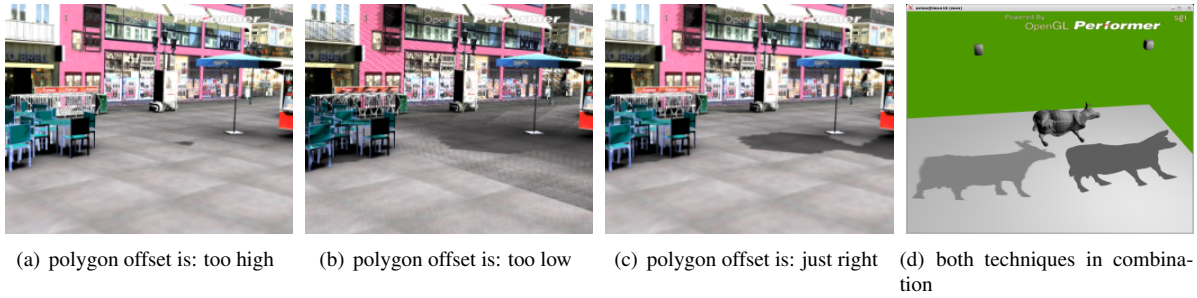 OpenGL Performer
OpenGL Performer
OpenGL Performer
Powered By
OpenGL Performer
sgi
(a) polygon offset is: too high
(b) polygon offset is: too low
(c) polygon offset is: just right
(d) both techniques in combina-
tion